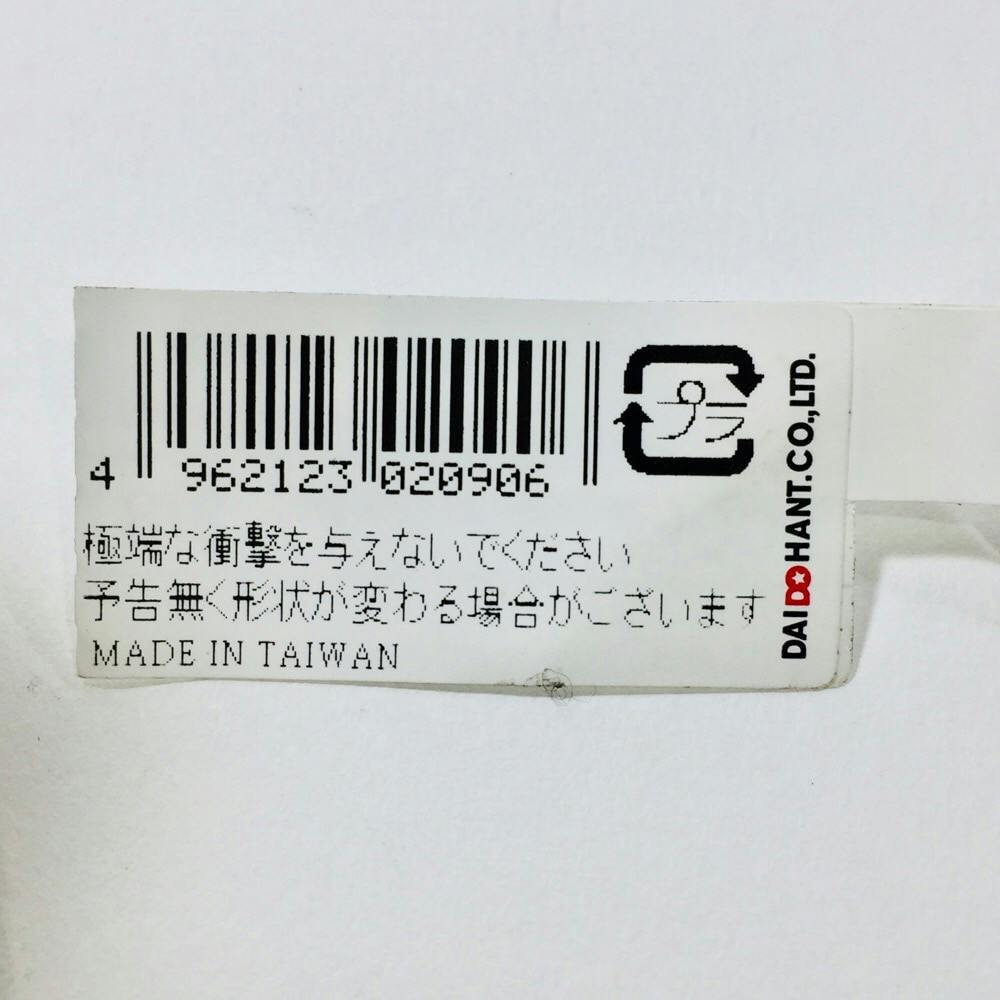 4 962123 020906
プラ
極端な衝撃を与えないでください
予告無く形状が変わる場合がございます
MADE IN TAIWAN
DAIDOHANT.CO.,LTD.